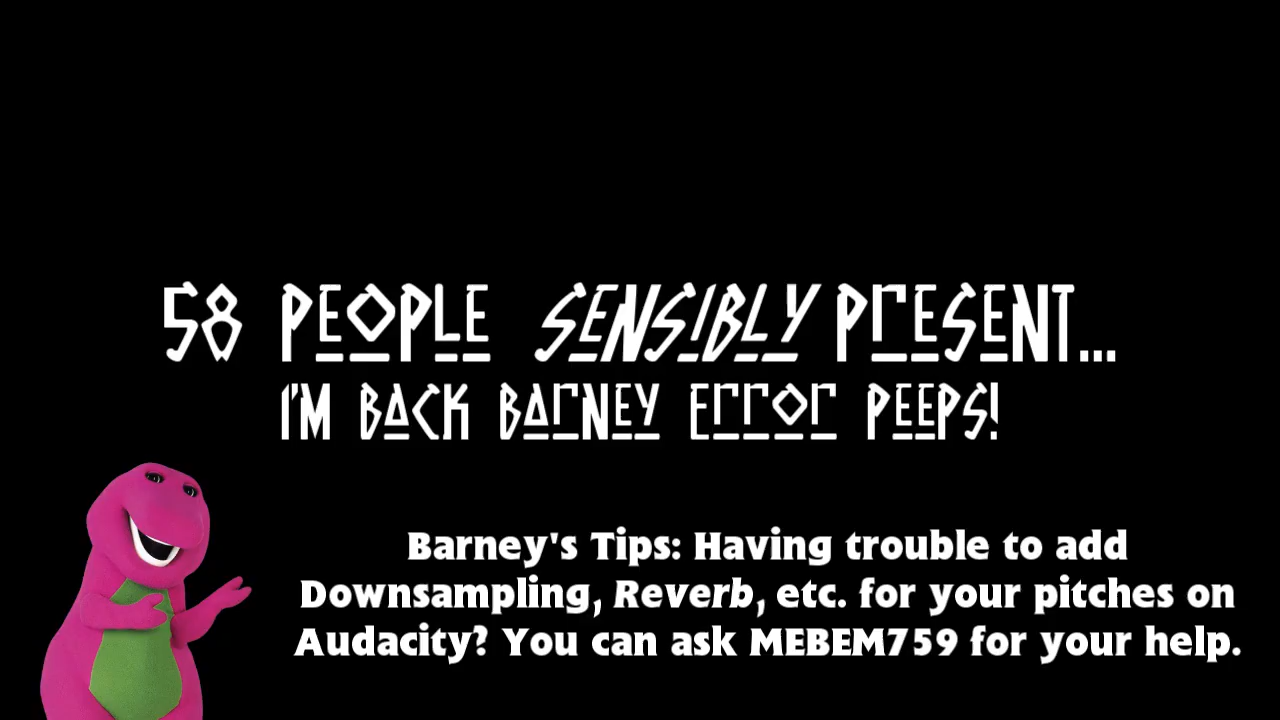 58 PEOPLE SENSIBLY PRESENT...
I'M BACK BARNEY ERROR PEEPS!
Barney's Tips: Having trouble to add
Downsampling, Reverb, etc. for your pitches on
Audacity? You can ask MEBEM759 for your help.